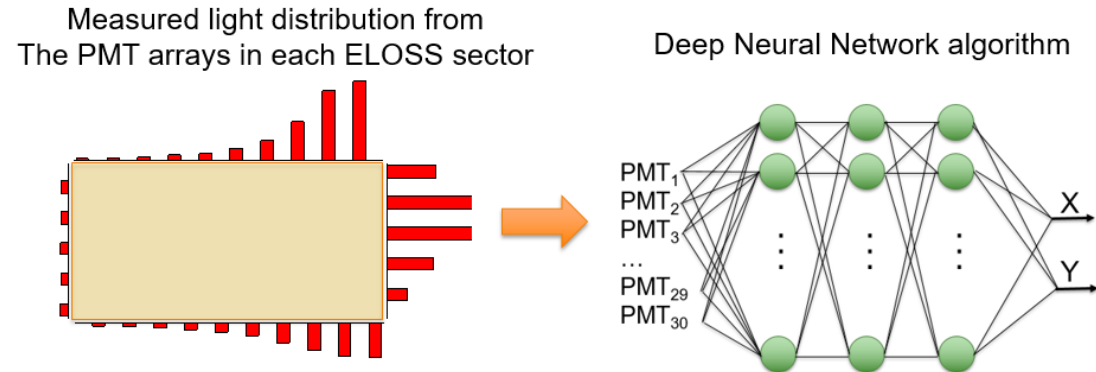 Measured light distribution from
The PMT arrays in each ELOSS sector
Deep Neural Network algorithm
PMT₁
PMT₂
PMT₃
...
PMT₂₉
PMT₃₀
X
Y